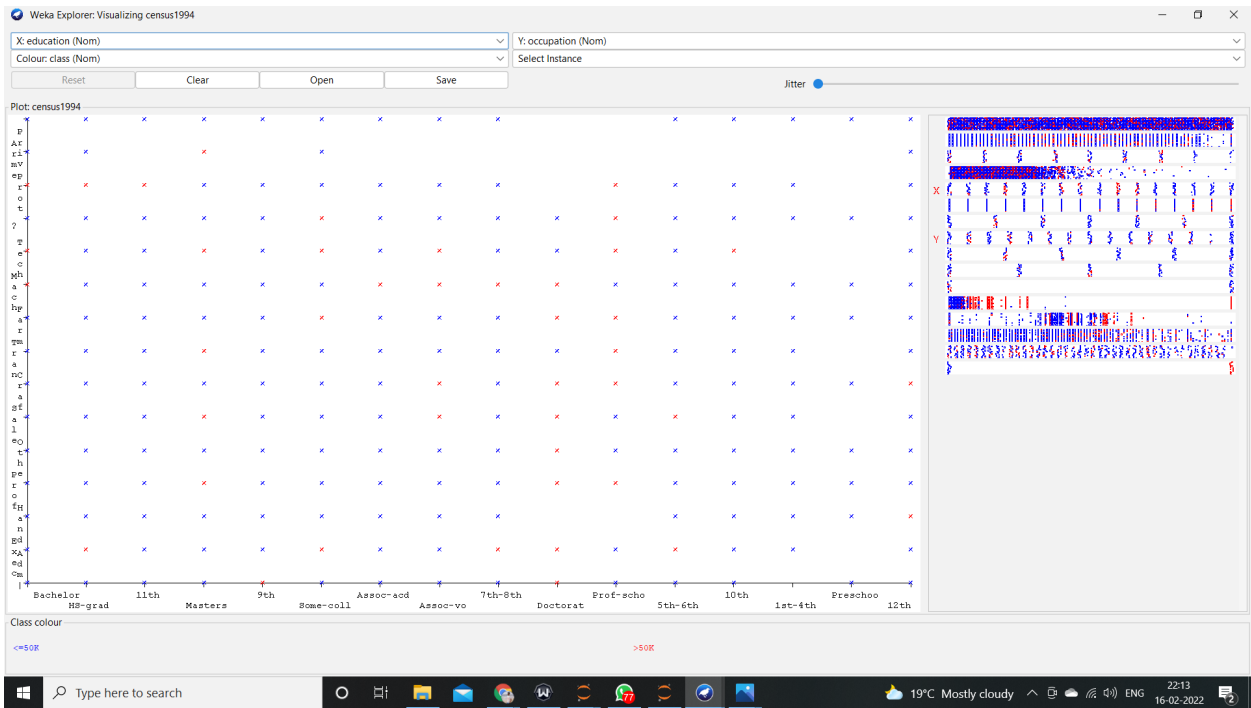 Weka Explorer: Visualizing census1994
X: education (Nom)
Y: occupation (Nom)
Colour: class (Nom)
Select Instance
Reset
Clear
Open
Save
Jitter
Plot: census1994
X
Y
Bachelor
11th
9th
Assoc-acd
7th-8th
Prof-scho
10th
Preschoo
HS-grad
Masters
Some-coll
Assoc-vo
Doctorat
5th-6th
1st-4th
12th
Class colour
<=50K
>50K
Type here to search
77
19°C Mostly cloudy
ENG
22:13
16-02-2022
2